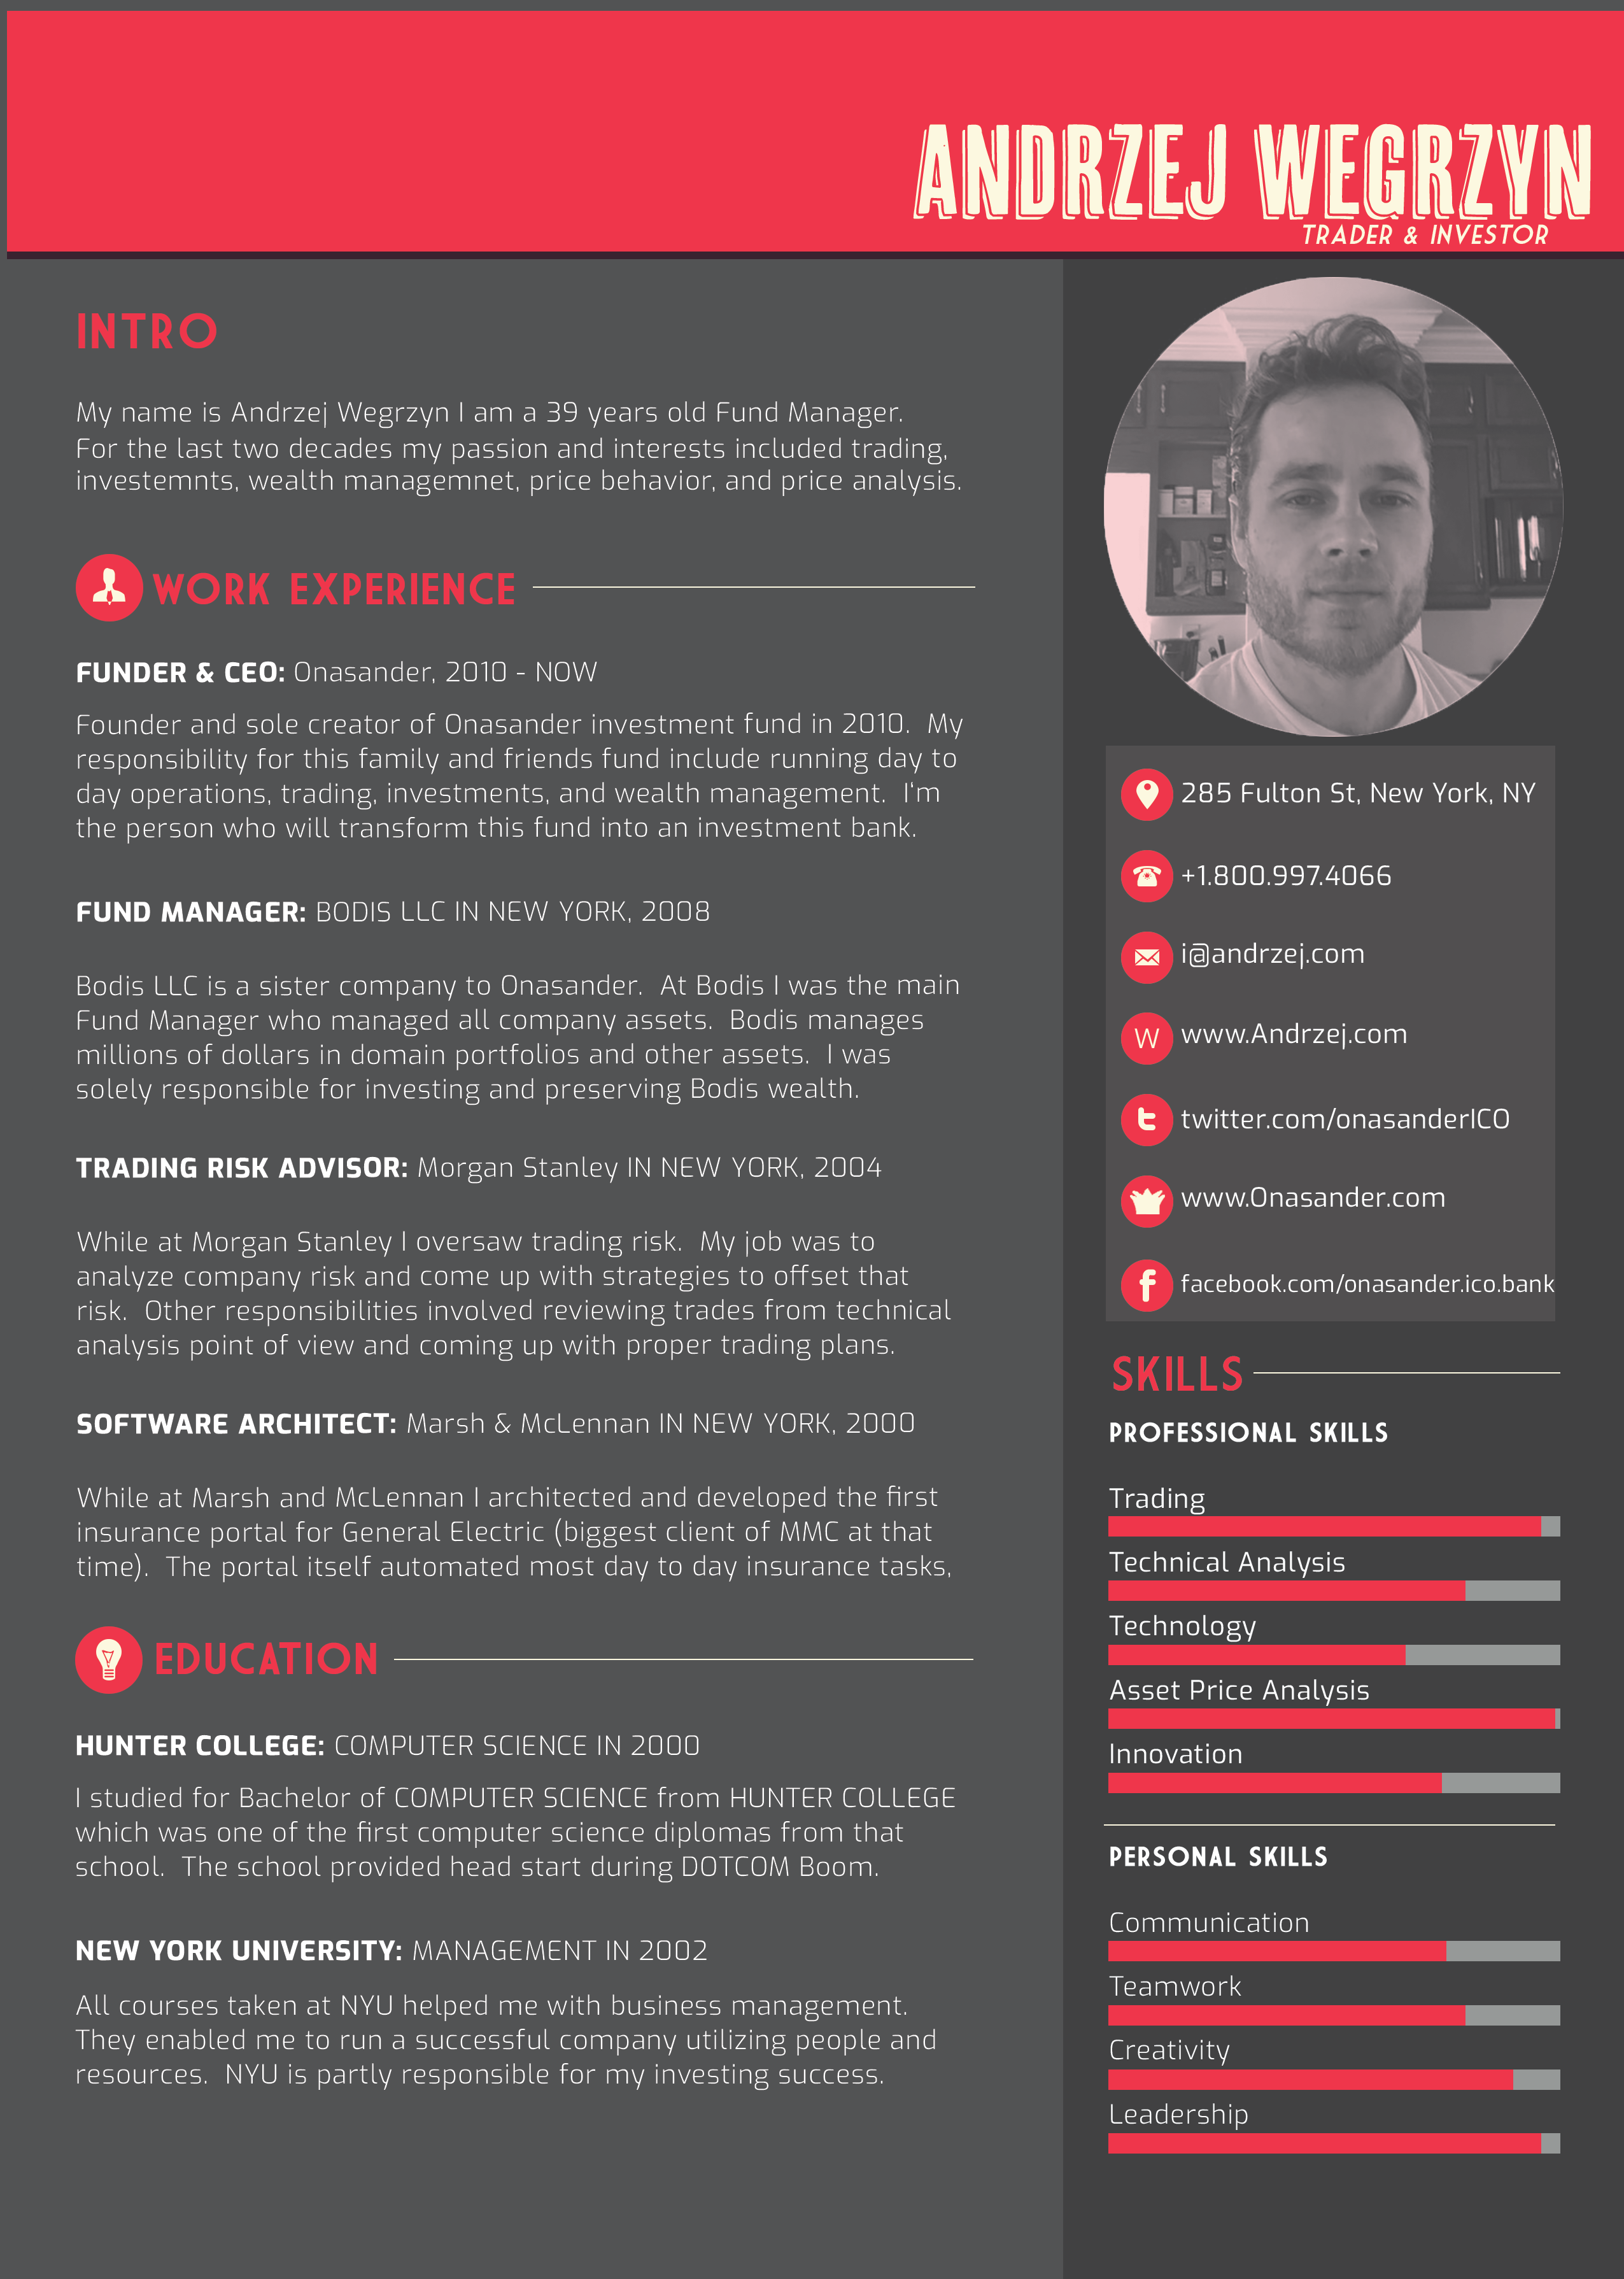 ANDRZEJ WEGRZYN
TRADER & INVESTOR
INTRO
My name is Andrzej Wegrzyn I am a 39 years old Fund Manager.
For the last two decades my passion and interests included trading,
investemnts, wealth managemnet, price behavior, and price analysis.
WORK EXPERIENCE
FUNDER & CEO: Onasander, 2010 - NOW
Founder and sole creator of Onasander investment fund in 2010. My
responsibility for this family and friends fund include running day to
day operations, trading, investments, and wealth management. I'm
the person who will transform this fund into an investment bank.
FUND MANAGER: BODIS LLC IN NEW YORK, 2008
Bodis LLC is a sister company to Onasander. At Bodis I was the main
Fund Manager who managed all company assets. Bodis manages
millions of dollars in domain portfolios and other assets. I was
solely responsible for investing and preserving Bodis wealth.
TRADING RISK ADVISOR: Morgan Stanley IN NEW YORK, 2004
While at Morgan Stanley I oversaw trading risk. My job was to
analyze company risk and come up with strategies to offset that
risk. Other responsibilities involved reviewing trades from technical
analysis point of view and coming up with proper trading plans.
SOFTWARE ARCHITECT: Marsh & McLennan IN NEW YORK, 2000
While at Marsh and McLennan I architected and developed the first
insurance portal for General Electric (biggest client of MMC at that
time). The portal itself automated most day to day insurance tasks,
EDUCATION
HUNTER COLLEGE: COMPUTER SCIENCE IN 2000
I studied for Bachelor of COMPUTER SCIENCE from HUNTER COLLEGE
which was one of the first computer science diplomas from that
school. The school provided head start during DOTCOM Boom.
NEW YORK UNIVERSITY: MANAGEMENT IN 2002
All courses taken at NYU helped me with business management.
They enabled me to run a successful company utilizing people and
resources. NYU is partly responsible for my investing success.
285 Fulton St, New York, NY
+1.800.997.4066
i@andrzej.com
W www.Andrzej.com
t twitter.com/onasanderICO
www.Onasander.com
f facebook.com/onasander.ico.bank
SKILLS
PROFESSIONAL SKILLS
Trading
Technical Analysis
Technology
Asset Price Analysis
Innovation
PERSONAL SKILLS
Communication
Teamwork
Creativity
Leadership